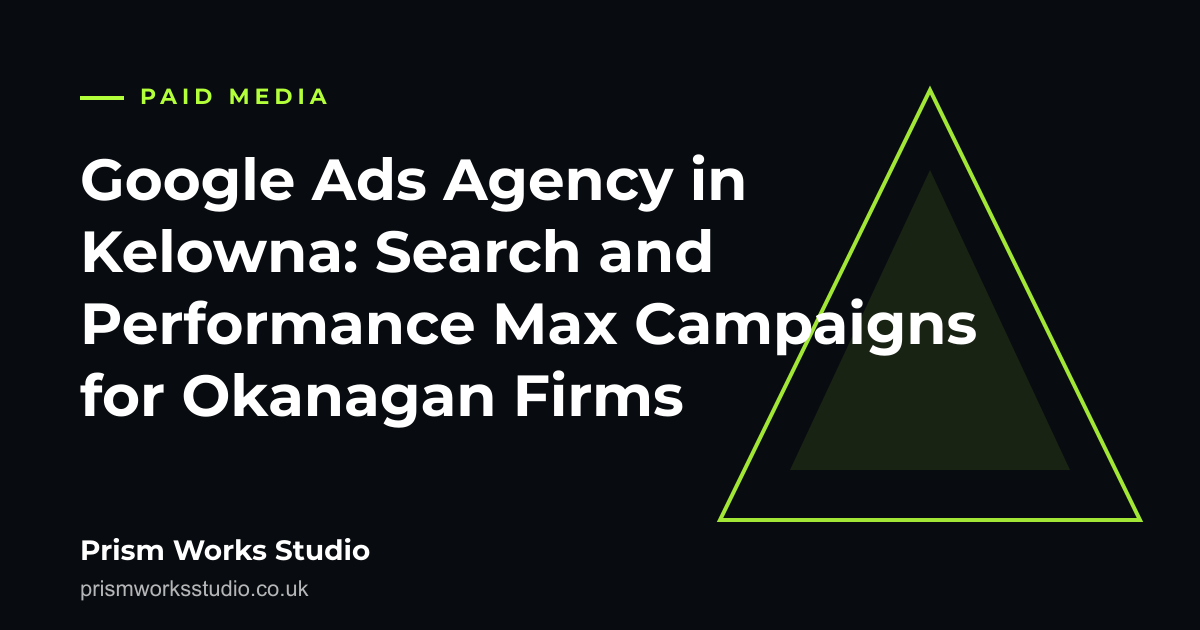 PAID MEDIA
Google Ads Agency in
Kelowna: Search and
Performance Max Campaigns
for Okanagan Firms
Prism Works Studio
prismworksstudio.co.uk